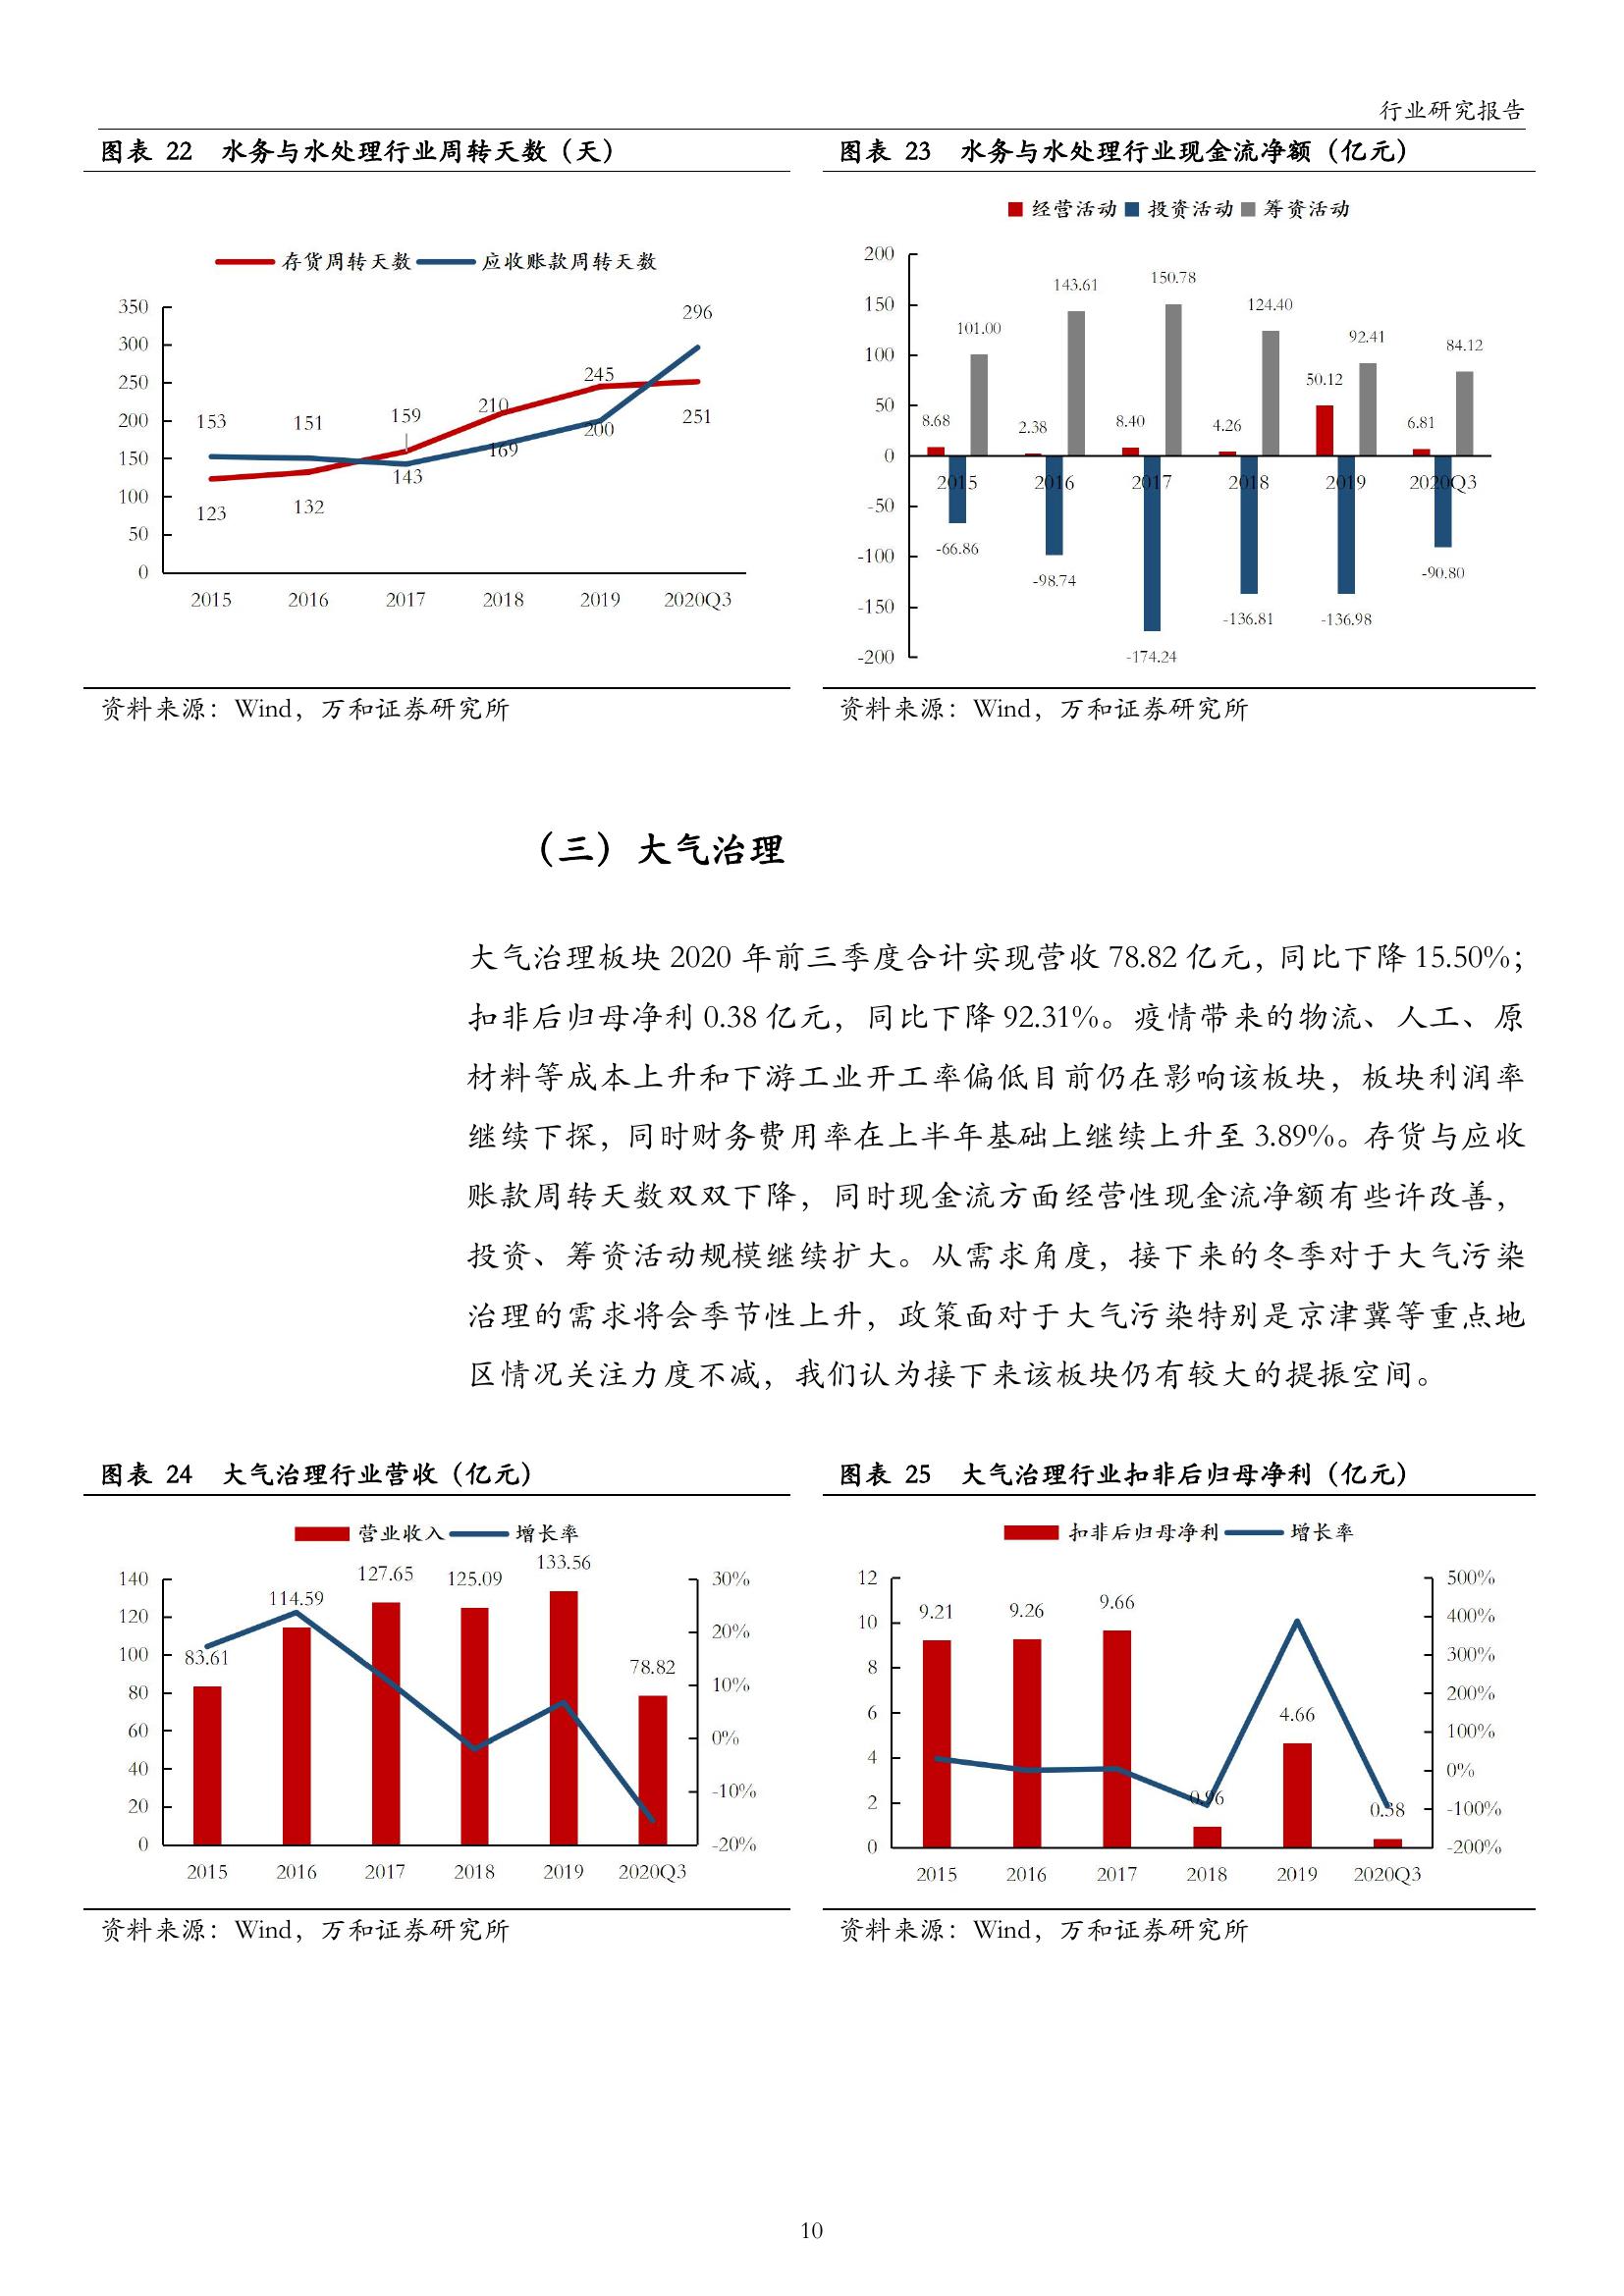 行业研究报告
图表 22 水务与水处理行业周转天数（天）
存货周转天数 应收账款周转天数
350
300
250
200
150
100
50
0
153 151 159 210 245 296
123 132 143 169 200 251
2015 2016 2017 2018 2019 2020Q3
资料来源：Wind，万和证券研究所
图表 23 水务与水处理行业现金流净额（亿元）
经营活动 投资活动 筹资活动
200
150
100
50
0
-50
-100
-150
-200
101.00 143.61 150.78 124.40 92.41 84.12
8.68 2.38 8.40 4.26 50.12 6.81
2015 2016 2017 2018 2019 2020Q3
-66.86 -98.74 -174.24 -136.81 -136.98 -90.80
资料来源：Wind，万和证券研究所
（三）大气治理
大气治理板块 2020 年前三季度合计实现营收 78.82 亿元，同比下降 15.50%；
扣非后归母净利 0.38 亿元，同比下降 92.31%。疫情带来的物流、人工、原
材料等成本上升和下游工业开工率偏低目前仍在影响该板块，板块利润率
继续下探，同时财务费用率在上半年基础上继续上升至 3.89%。存货与应收
账款周转天数双双下降，同时现金流方面经营性现金流净额有些许改善，
投资、筹资活动规模继续扩大。从需求角度，接下来的冬季对于大气污染
治理的需求将会季节性上升，政策面对于大气污染特别是京津冀等重点地
区情况关注力度不减，我们认为接下来该板块仍有较大的提振空间。
图表 24 大气治理行业营收（亿元）
营业收入 增长率
140
120
100
80
60
40
20
0
83.61 114.59 127.65 125.09 133.56 78.82
30%
20%
10%
0%
-10%
-20%
2015 2016 2017 2018 2019 2020Q3
资料来源：Wind，万和证券研究所
图表 25 大气治理行业扣非后归母净利（亿元）
扣非后归母净利 增长率
12
10
8
6
4
2
0
9.21 9.26 9.66 0.96 4.66 0.38
500%
400%
300%
200%
100%
0%
-100%
-200%
2015 2016 2017 2018 2019 2020Q3
资料来源：Wind，万和证券研究所
10